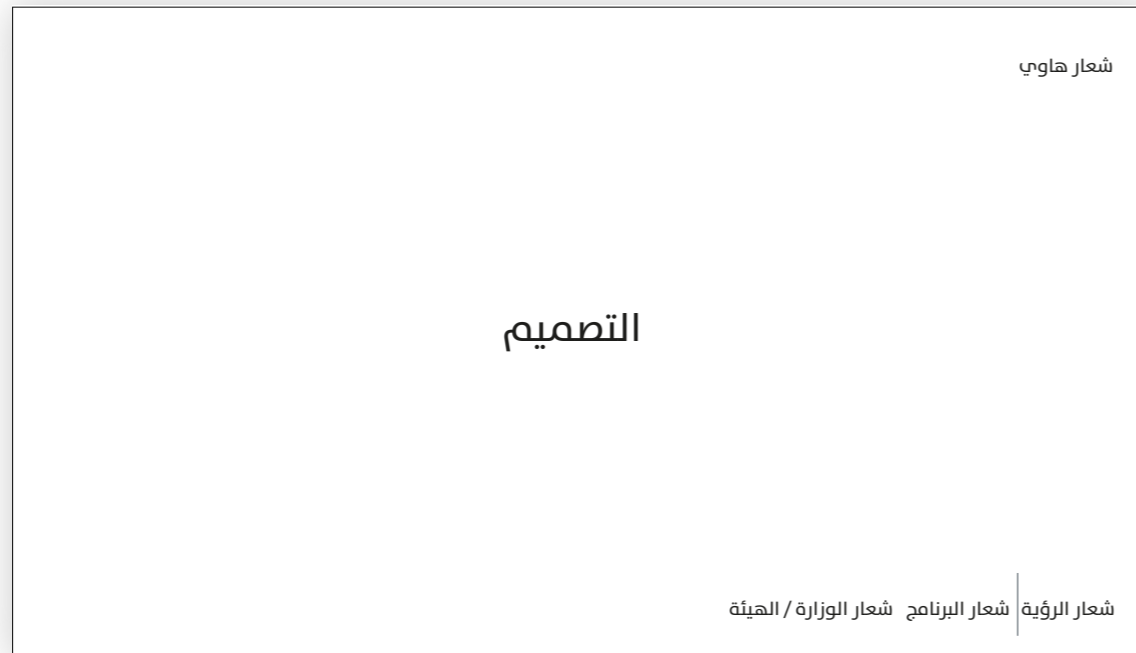 شعار هاوي
التصميم
شعار الرؤية شعار البرنامج شعار الوزارة / الهيئة